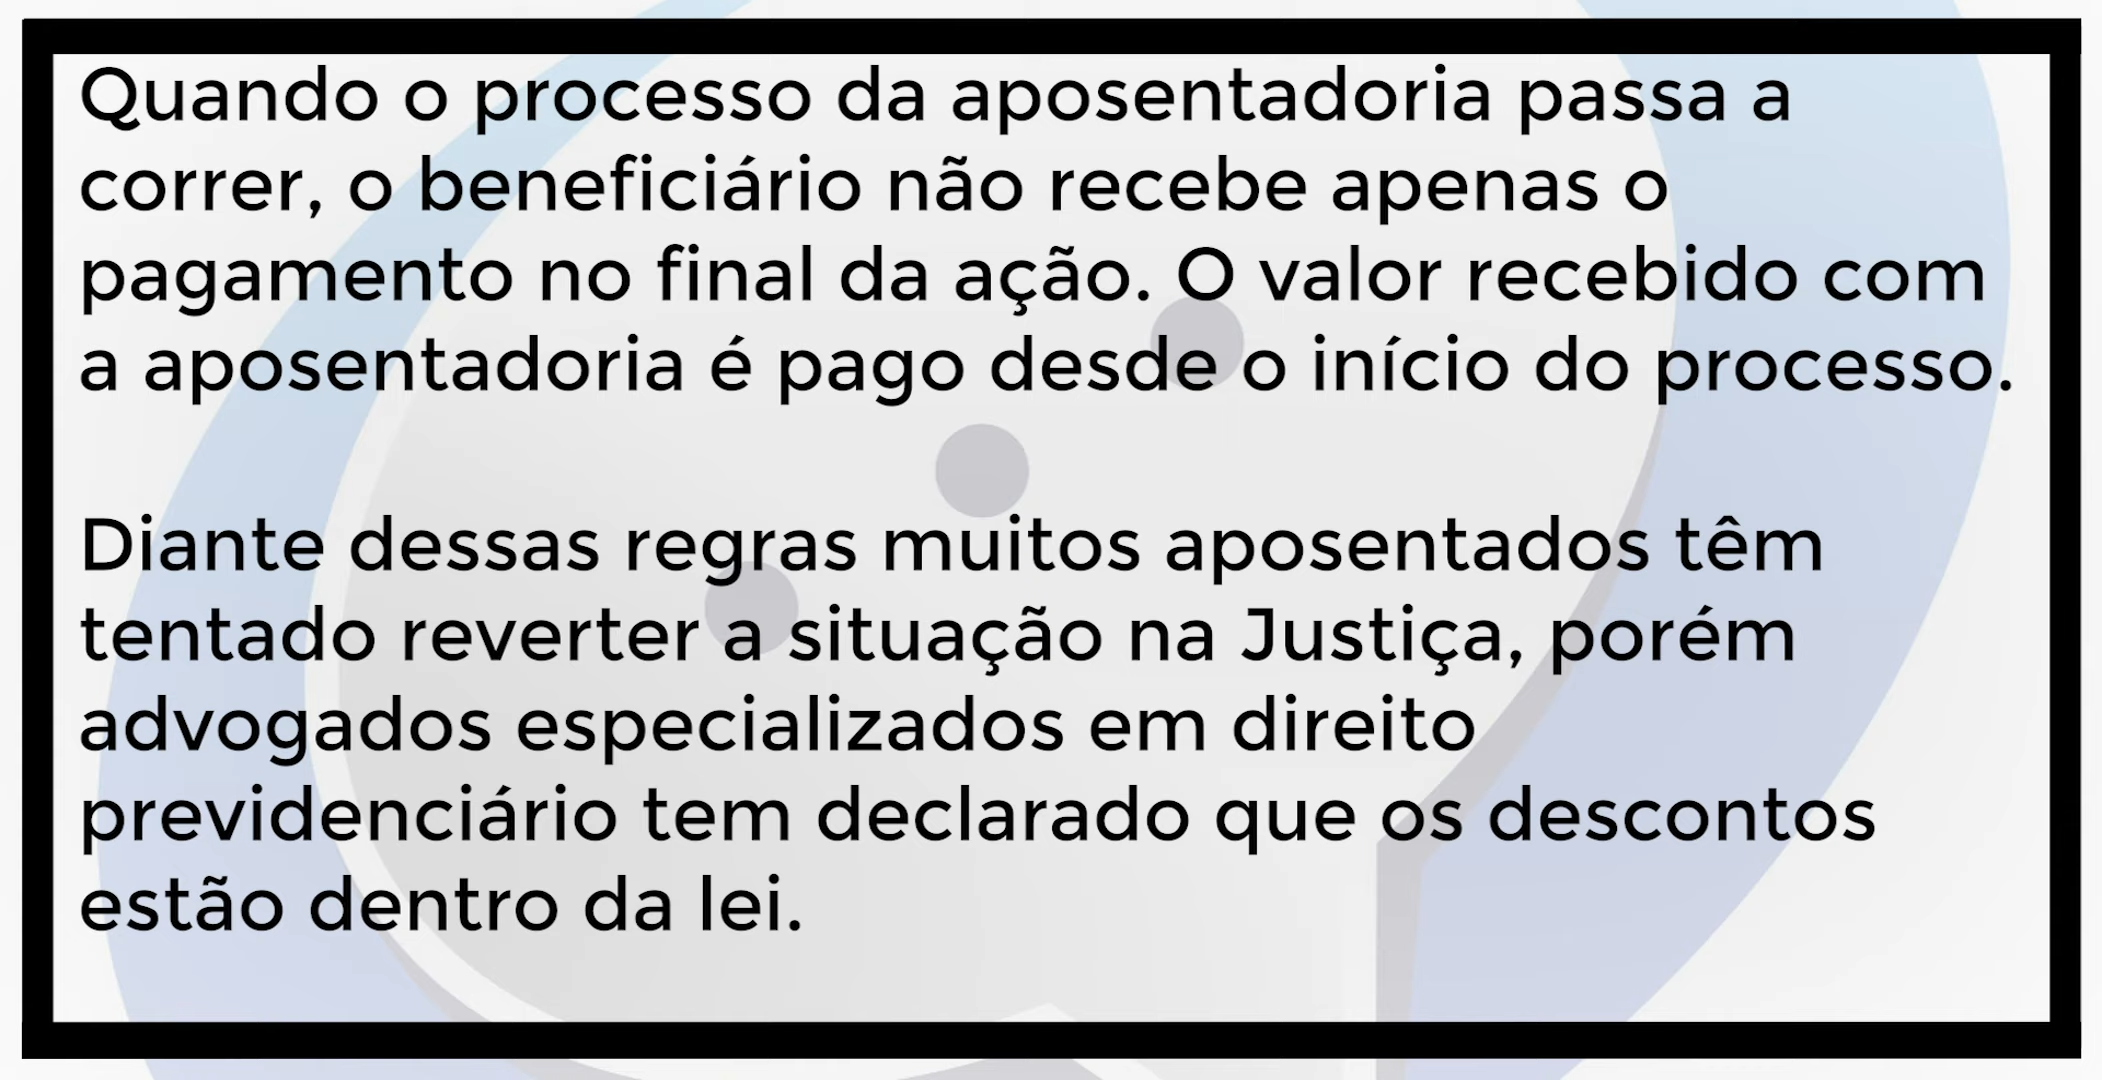 Quando o processo da aposentadoria passa a
correr, o beneficiário não recebe apenas o
pagamento no final da ação. O valor recebido com
a aposentadoria é pago desde o início do processo.
Diante dessas regras muitos aposentados têm
tentado reverter a situação na Justiça, porém
advogados especializados em direito
previdenciário tem declarado que os descontos
estão dentro da lei.